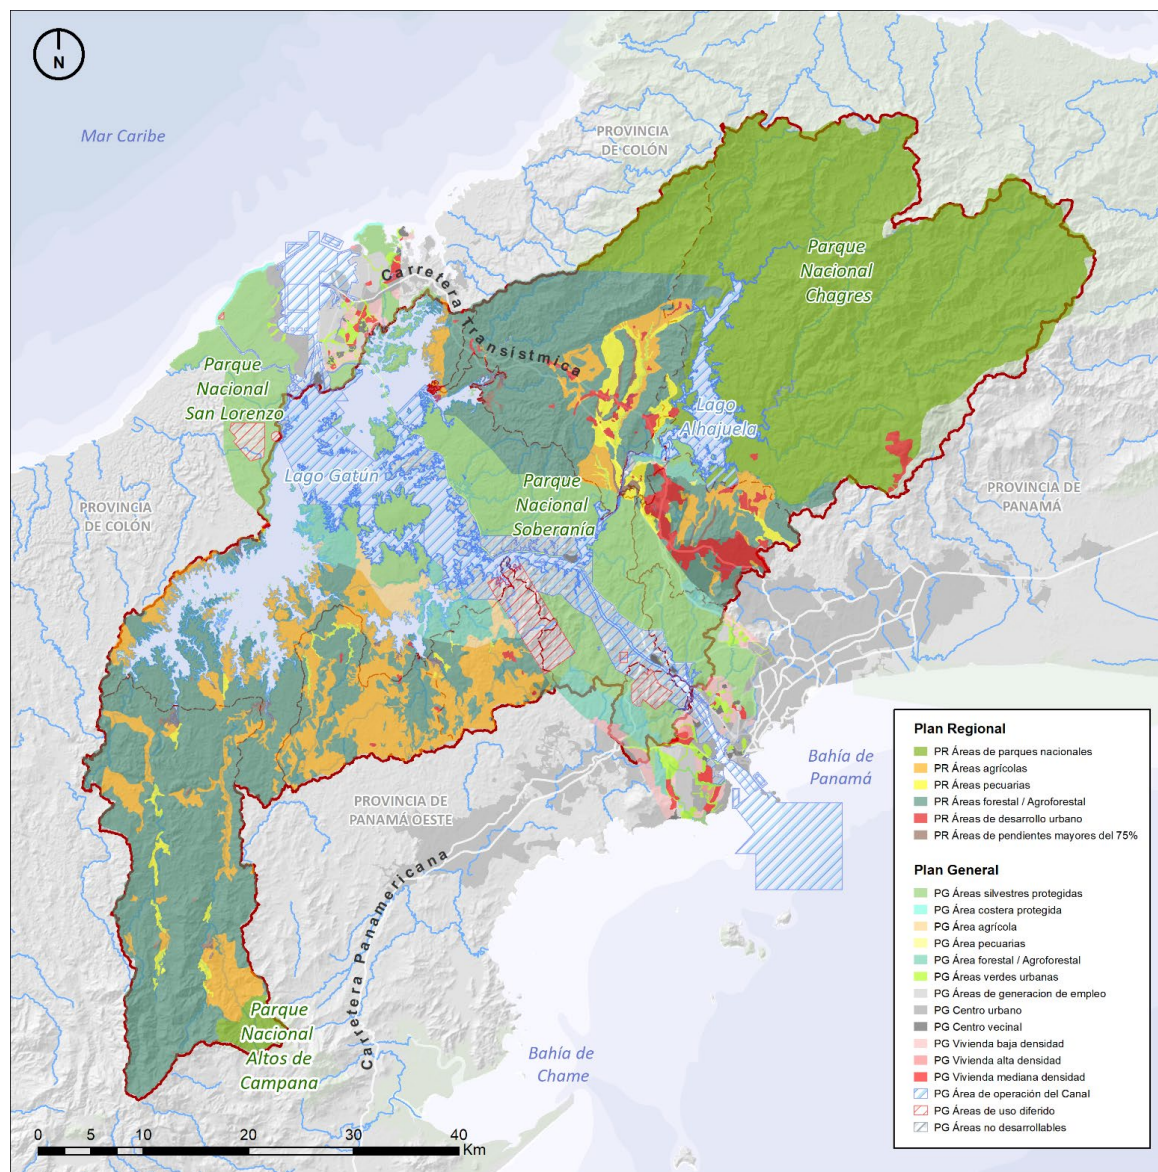 N
Mar Caribe
PROVINCIA
DE COLÓN
Parque
Nacional
Chagres
Carretera Transístmica
Parque
Nacional
San Lorenzo
Lago
Alhajuela
Lago Gatún
Parque
Nacional
Soberanía
PROVINCIA
DE COLÓN
PROVINCIA DE
PANAMÁ
Bahía de
Panamá
PROVINCIA DE
PANAMÁ OESTE
Carretera Panamericana
Parque
Nacional
Altos de
Campana
Bahía de
Chame
0 5 10 20 30 40
Km
Plan Regional
PR Áreas de parques nacionales
PR Áreas agrícolas
PR Áreas pecuarias
PR Áreas forestal / Agroforestal
PR Áreas de desarrollo urbano
PR Áreas de pendientes mayores del 75%
Plan General
PG Áreas silvestres protegidas
PG Área costera protegida
PG Área agrícola
PG Área pecuarias
PG Área forestal / Agroforestal
PG Áreas verdes urbanas
PG Áreas de generacion de empleo
PG Centro urbano
PG Centro vecinal
PG Vivienda baja densidad
PG Vivienda alta densidad
PG Vivienda mediana densidad
PG Área de operación del Canal
PG Áreas de uso diferido
PG Áreas no desarrollables